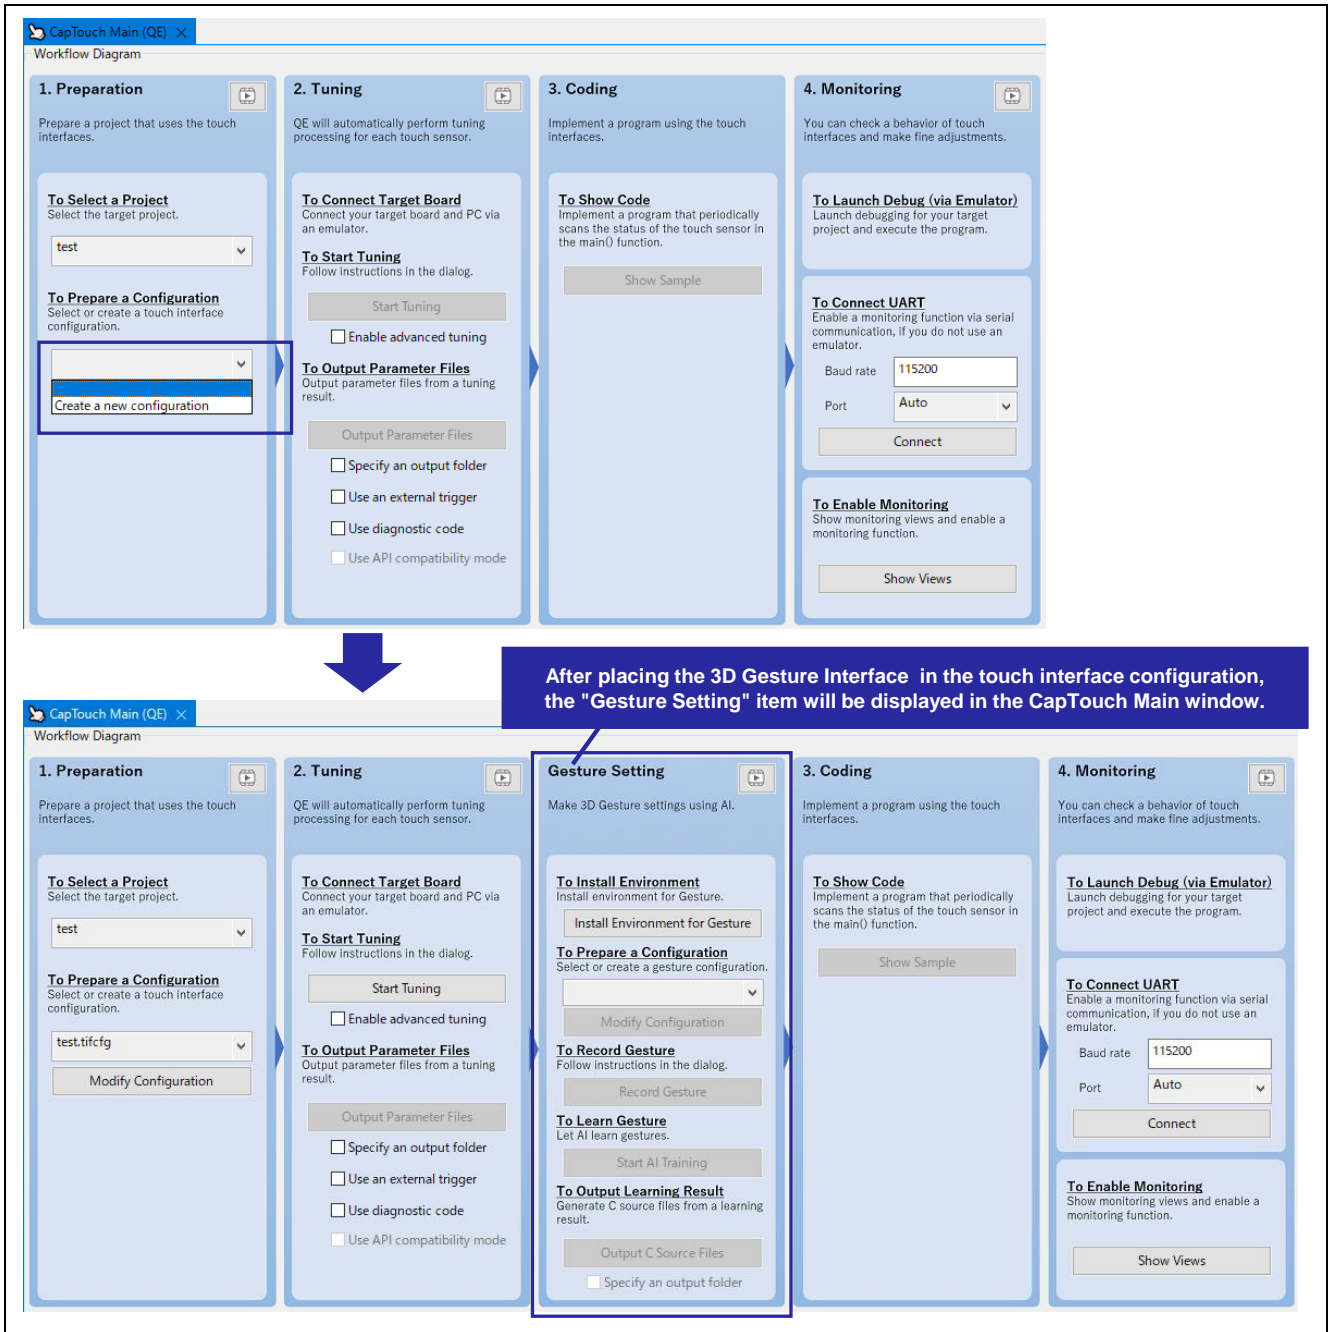 CapTouch Main (QE)
Workflow Diagram
1. Preparation
Prepare a project that uses the touch
interfaces.
To Select a Project
Select the target project.
test
To Prepare a Configuration
Select or create a touch interface
configuration.
Create a new configuration
2. Tuning
QE will automatically perform tuning
processing for each touch sensor.
To Connect Target Board
Connect your target board and PC via
an emulator.
To Start Tuning
Follow instructions in the dialog.
Start Tuning
Enable advanced tuning
To Output Parameter Files
Output parameter files from a tuning
result.
Output Parameter Files
Specify an output folder
Use an external trigger
Use diagnostic code
Use API compatibility mode
3. Coding
Implement a program using the touch
interfaces.
To Show Code
Implement a program that periodically
scans the status of the touch sensor in
the main() function.
Show Sample
4. Monitoring
You can check a behavior of touch
interfaces and make fine adjustments.
To Launch Debug (via Emulator)
Launch debugging for your target
project and execute the program.
To Connect UART
Enable a monitoring function via serial
communication, if you do not use an
emulator.
Baud rate 115200
Port Auto
Connect
To Enable Monitoring
Show monitoring views and enable a
monitoring function.
Show Views
After placing the 3D Gesture Interface in the touch interface configuration,
the "Gesture Setting" item will be displayed in the CapTouch Main window.
CapTouch Main (QE)
Workflow Diagram
1. Preparation
Prepare a project that uses the touch
interfaces.
To Select a Project
Select the target project.
test
To Prepare a Configuration
Select or create a touch interface
configuration.
test.tifcfg
Modify Configuration
2. Tuning
QE will automatically perform tuning
processing for each touch sensor.
To Connect Target Board
Connect your target board and PC via
an emulator.
To Start Tuning
Follow instructions in the dialog.
Start Tuning
Enable advanced tuning
To Output Parameter Files
Output parameter files from a tuning
result.
Output Parameter Files
Specify an output folder
Use an external trigger
Use diagnostic code
Use API compatibility mode
Gesture Setting
Make 3D Gesture settings using AI.
To Install Environment
Install environment for Gesture.
Install Environment for Gesture
To Prepare a Configuration
Select or create a gesture configuration.
Modify Configuration
To Record Gesture
Follow instructions in the dialog.
Record Gesture
To Learn Gesture
Let AI learn gestures.
Start AI Training
To Output Learning Result
Generate C source files from a learning
result.
Output C Source Files
Specify an output folder
3. Coding
Implement a program using the touch
interfaces.
To Show Code
Implement a program that periodically
scans the status of the touch sensor in
the main() function.
Show Sample
4. Monitoring
You can check a behavior of touch
interfaces and make fine adjustments.
To Launch Debug (via Emulator)
Launch debugging for your target
project and execute the program.
To Connect UART
Enable a monitoring function via serial
communication, if you do not use an
emulator.
Baud rate 115200
Port Auto
Connect
To Enable Monitoring
Show monitoring views and enable a
monitoring function.
Show Views